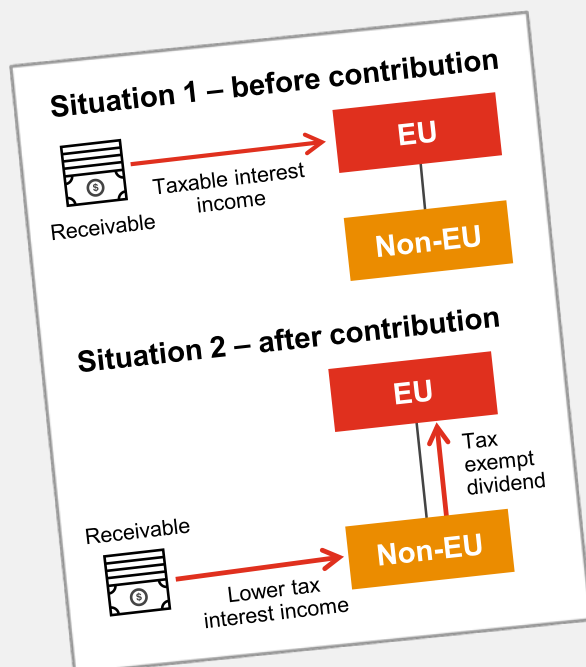 Situation 1 – before contribution
EU
$
Taxable interest
income
Receivable
Non-EU
Situation 2 – after contribution
EU
Tax
exempt
dividend
Receivable
Non-EU
$
Lower tax
interest income